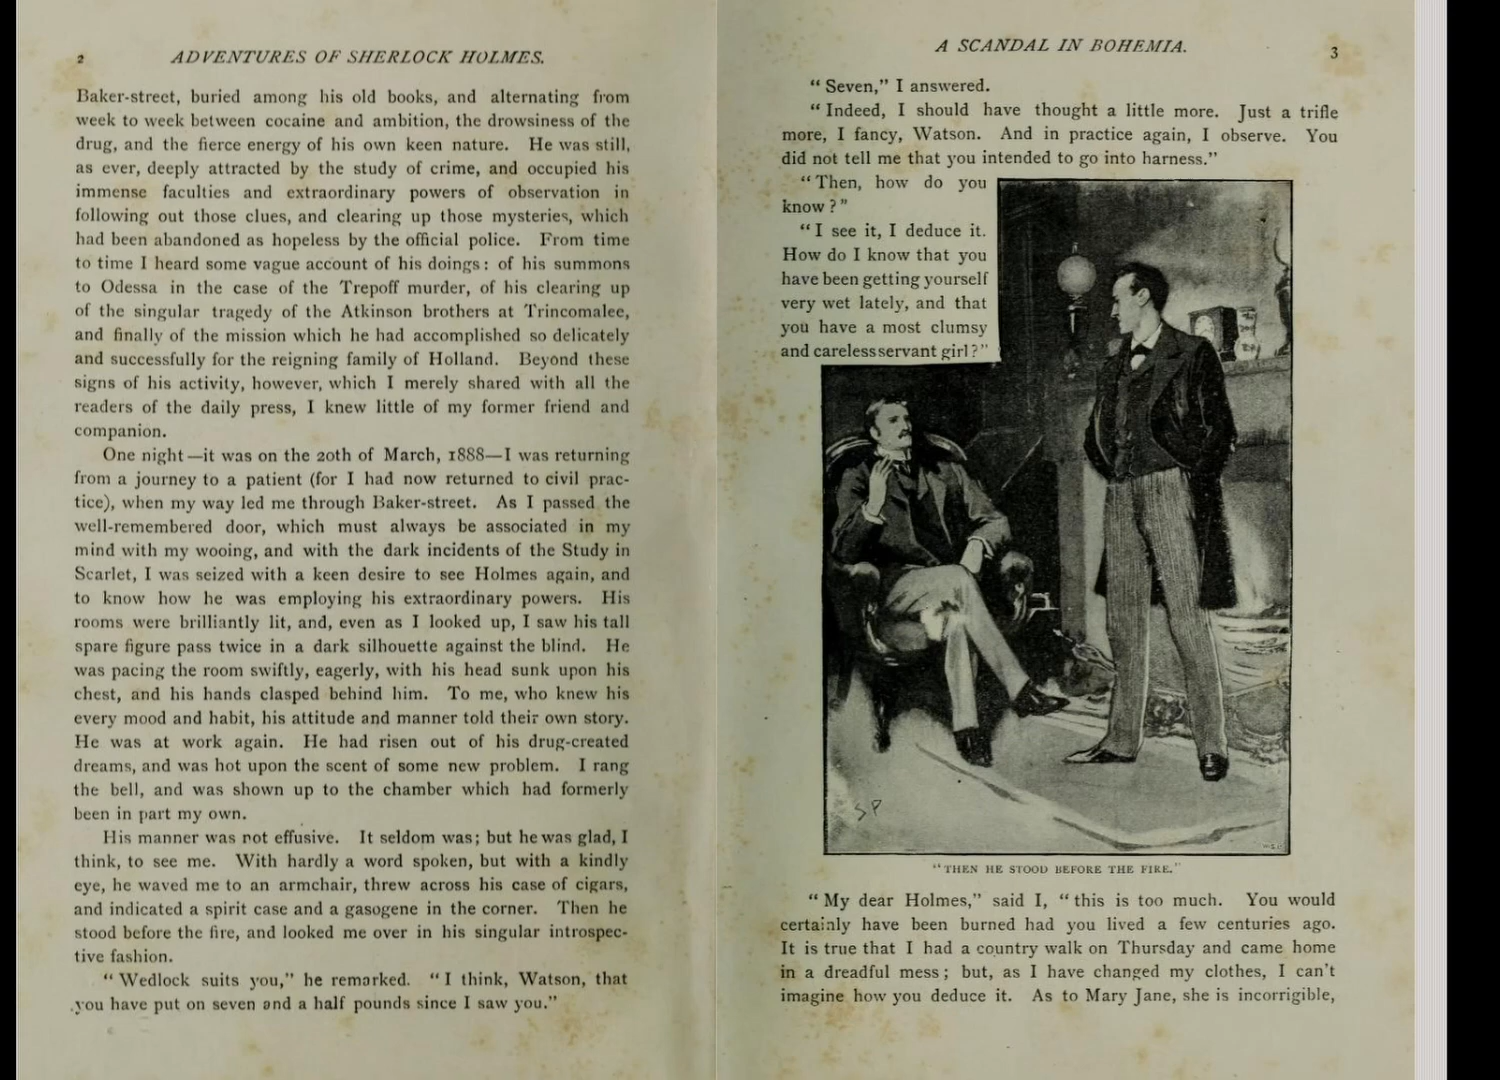 2
ADVENTURES OF SHERLOCK HOLMES.
Baker-street, buried among his old books, and alternating from
week to week between cocaine and ambition, the drowsiness of the
drug, and the fierce energy of his own keen nature. He was still,
as ever, deeply attracted by the study of crime, and occupied his
immense faculties and extraordinary powers of observation in
following out those clues, and clearing up those mysteries, which
had been abandoned as hopeless by the official police. From time
to time I heard some vague account of his doings: of his summons
to Odessa in the case of the Trepoff murder, of his clearing up
of the singular tragedy of the Atkinson brothers at Trincomalee,
and finally of the mission which he had accomplished so delicately
and successfully for the reigning family of Holland. Beyond these
signs of his activity, however, which I merely shared with all the
readers of the daily press, I knew little of my former friend and
companion.
One night—it was on the 20th of March, 1888—I was returning
from a journey to a patient (for I had now returned to civil prac-
tice), when my way led me through Baker-street. As I passed the
well-remembered door, which must always be associated in my
mind with my wooing, and with the dark incidents of the Study in
Scarlet, I was seized with a keen desire to see Holmes again, and
to know how he was employing his extraordinary powers. His
rooms were brilliantly lit, and, even as I looked up, I saw his tall
spare figure pass twice in a dark silhouette against the blind. He
was pacing the room swiftly, eagerly, with his head sunk upon his
chest, and his hands clasped behind him. To me, who knew his
every mood and habit, his attitude and manner told their own story.
He was at work again. He had risen out of his drug-created
dreams, and was hot upon the scent of some new problem. I rang
the bell, and was shown up to the chamber which had formerly
been in part my own.
His manner was not effusive. It seldom was; but he was glad, I
think, to see me. With hardly a word spoken, but with a kindly
eye, he waved me to an armchair, threw across his case of cigars,
and indicated a spirit case and a gasogene in the corner. Then he
stood before the fire, and looked me over in his singular introspec-
tive fashion.
"Wedlock suits you," he remarked. "I think, Watson, that
you have put on seven and a half pounds since I saw you."
A SCANDAL IN BOHEMIA.
3
"Seven," I answered.
"Indeed, I should have thought a little more. Just a trifle
more, I fancy, Watson. And in practice again, I observe. You
did not tell me that you intended to go into harness."
"Then, how do you
know?"
"I see it, I deduce it.
How do I know that you
have been getting yourself
very wet lately, and that
you have a most clumsy
and careless servant girl?"
SP
"THEN HE STOOD BEFORE THE FIRE."
"My dear Holmes," said I, "this is too much. You would
certainly have been burned had you lived a few centuries ago.
It is true that I had a country walk on Thursday and came home
in a dreadful mess; but, as I have changed my clothes, I can't
imagine how you deduce it. As to Mary Jane, she is incorrigible,